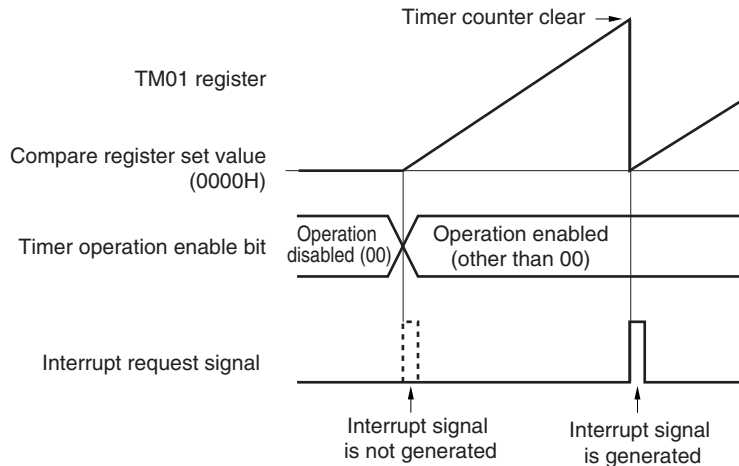 Timer counter clear
TM01 register
Compare register set value
(0000H)
Timer operation enable bit
Operation
disabled (00)
Operation enabled
(other than 00)
Interrupt request signal
Interrupt signal
is not generated
Interrupt signal
is generated